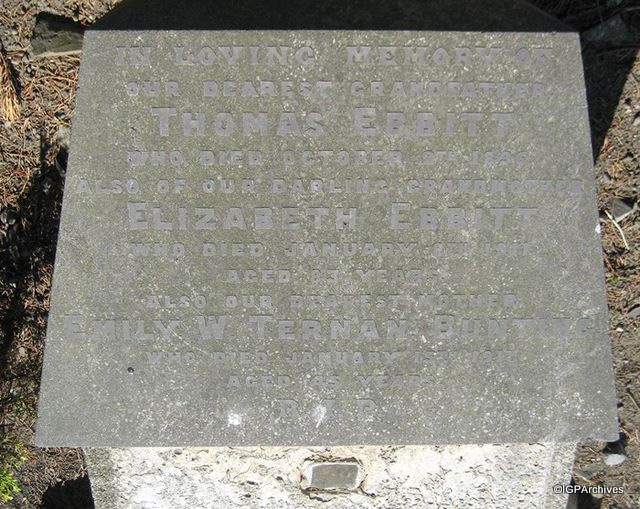 IN LOVING MEMORY OF
OUR DEAREST GRANDFATHER
THOMAS EBBITT
WHO DIED OCTOBER
ALSO OF OUR DARLING GRANDMOTHER
ELIZABETH EBBITT
WHO DIED JANUARY
AGED 83 YEARS
ALSO OUR DEAREST MOTHER
EMILY W. TERNAN BUNTING
WHO DIED JANUARY
AGED 45 YEARS
R.I.P.
©IGPArchives